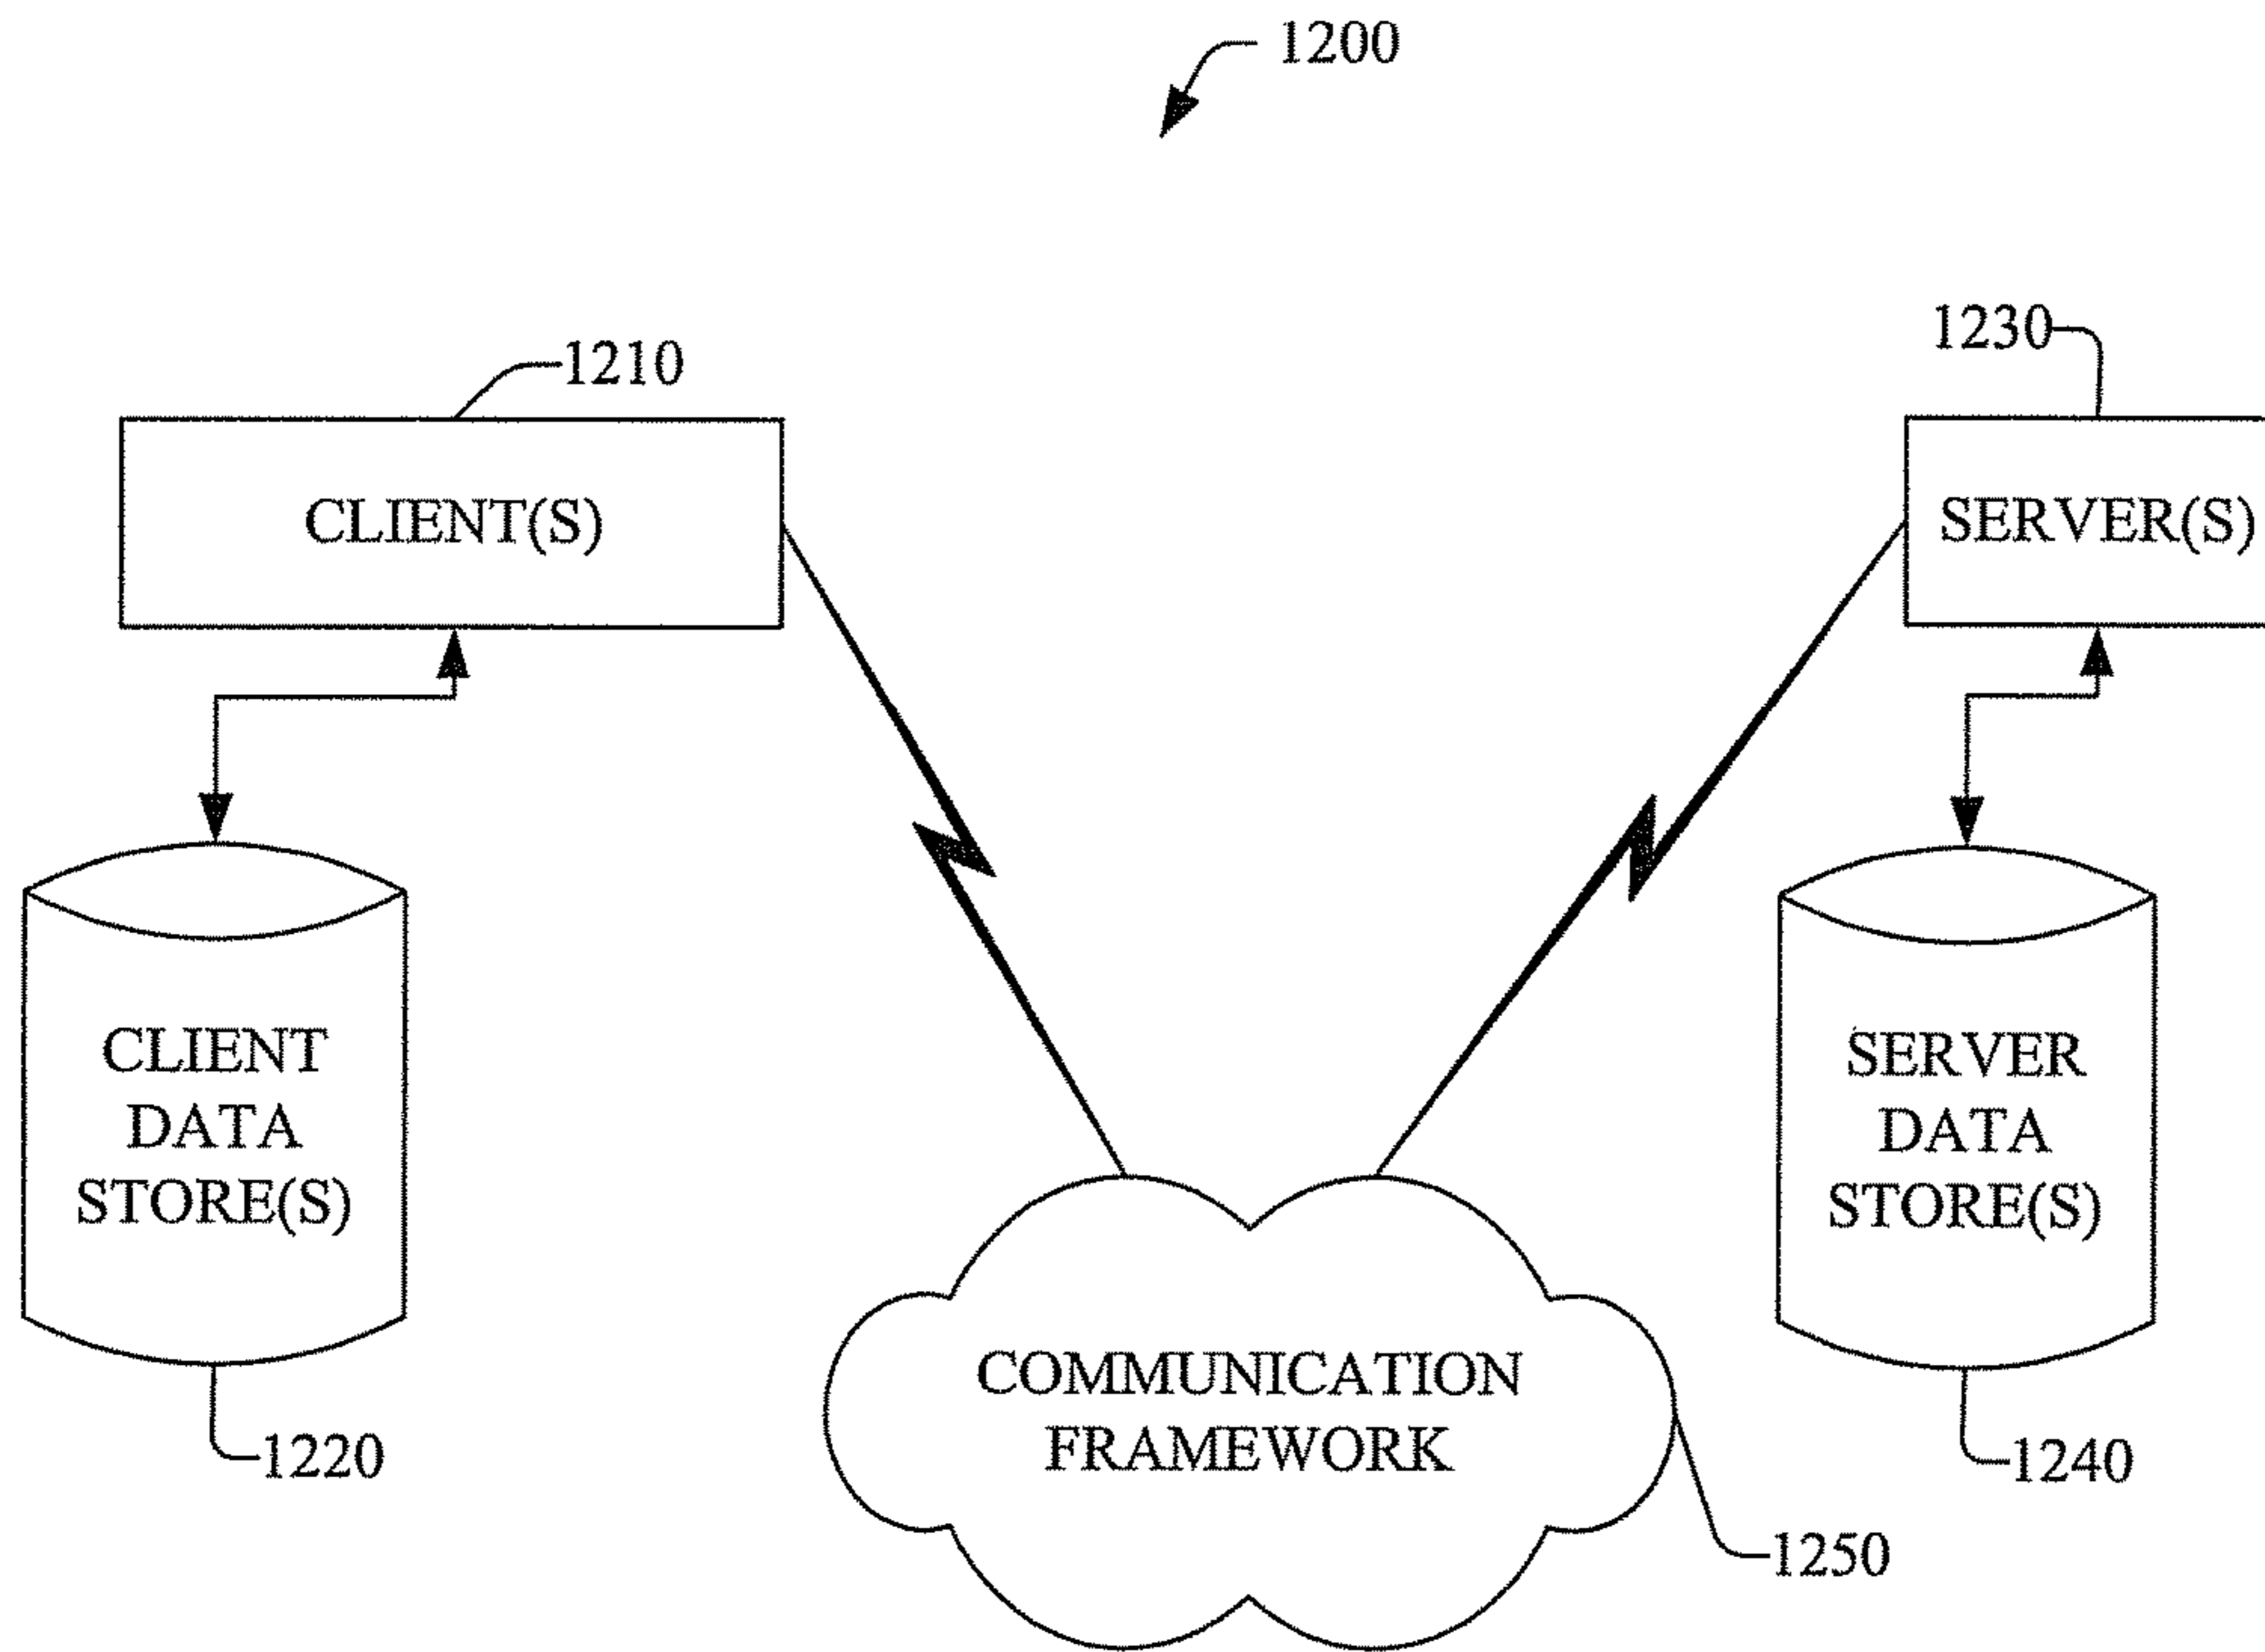 1200
1210
1230
CLIENT(S)
SERVER(S)
CLIENT
DATA
STORE(S)
SERVER
DATA
STORE(S)
COMMUNICATION
FRAMEWORK
1220
1240
1250